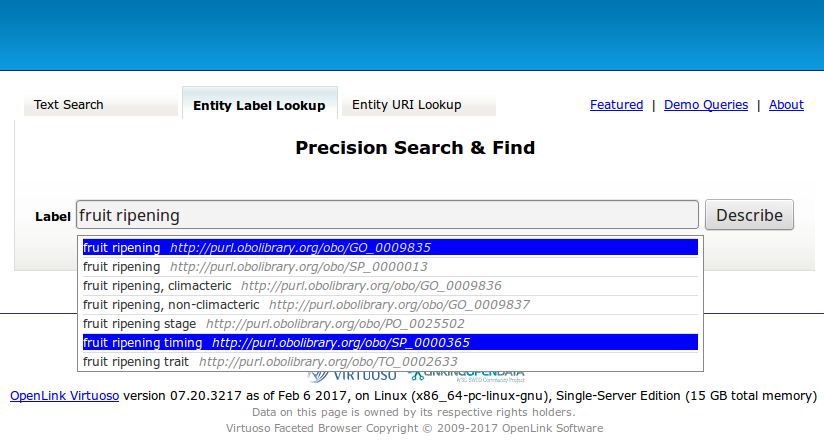 Text Search Entity Label Lookup Entity URI Lookup Featured | Demo Queries | About
Precision Search & Find
Label fruit ripening Describe
fruit ripening http://purl.obolibrary.org/obo/GO_0009835
fruit ripening http://purl.obolibrary.org/obo/SP_0000013
fruit ripening, climacteric http://purl.obolibrary.org/obo/GO_0009836
fruit ripening, non-climacteric http://purl.obolibrary.org/obo/GO_0009837
fruit ripening stage http://purl.obolibrary.org/obo/PO_0025502
fruit ripening timing http://purl.obolibrary.org/obo/SP_0000365
fruit ripening trait http://purl.obolibrary.org/obo/TO_0002633
VIRTUOSO LINKINGOPENDATA
W3C SWEO Community Project
OpenLink Virtuoso version 07.20.3217 as of Feb 6 2017, on Linux (x86_64-pc-linux-gnu), Single-Server Edition (15 GB total memory)
Data on this page is owned by its respective rights holders.
Virtuoso Faceted Browser Copyright © 2009-2017 OpenLink Software